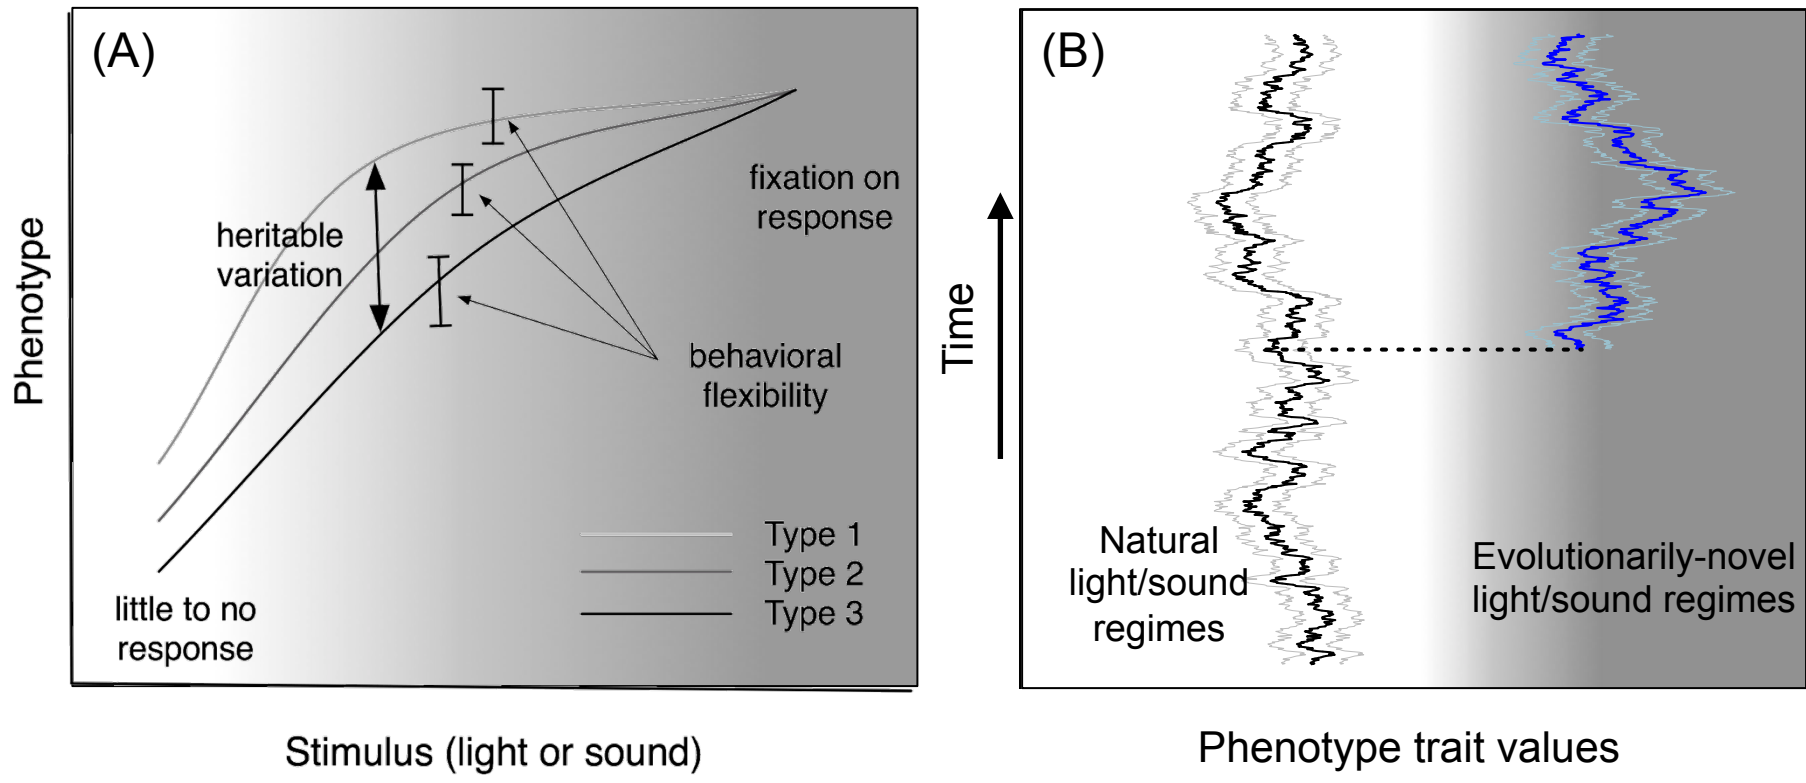 (A)
Phenotype
heritable
variation
fixation on
response
behavioral
flexibility
Type 1
Type 2
Type 3
little to no
response
Stimulus (light or sound)
(B)
Time
Natural
light/sound
regimes
Evolutionarily-novel
light/sound regimes
Phenotype trait values